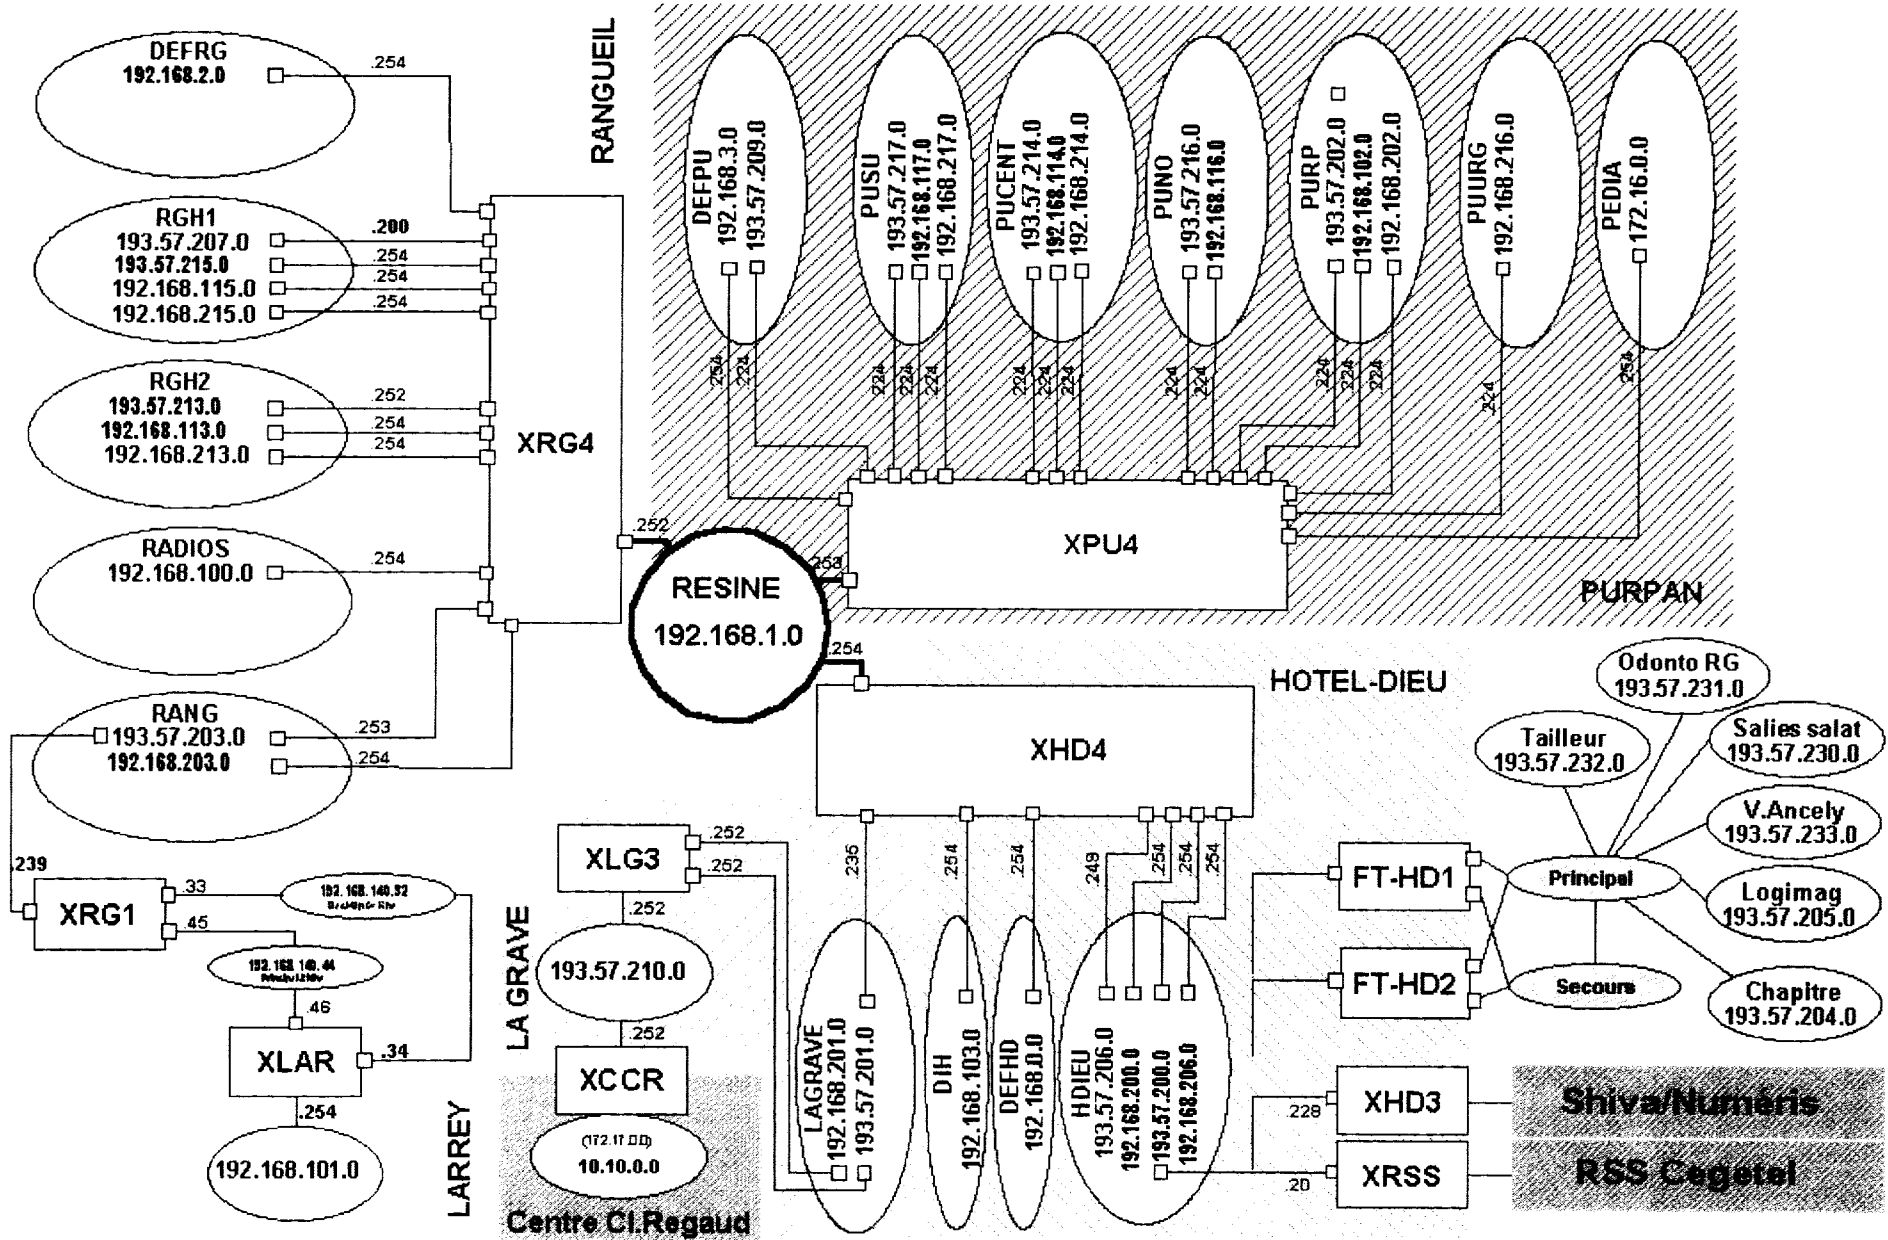 DEFRG
192.168.2.0
.254
RGH1
193.57.207.0
.200
193.57.215.0
.254
192.168.115.0
.254
192.168.215.0
.254
RGH2
193.57.213.0
.252
192.168.113.0
.254
192.168.213.0
.254
RADIOS
192.168.100.0
.254
RANG
193.57.203.0
.253
192.168.203.0
.254
XRG4
.252
RANGUEIL
RESINE
192.168.1.0
.253
.254
DEFPU
192.168.3.0
193.57.209.0
.254
.224
PUSU
193.57.217.0
192.168.117.0
192.168.217.0
.224
.224
.224
PUCENT
193.57.214.0
192.168.114.0
192.168.214.0
.224
.224
.224
PUNO
193.57.216.0
192.168.116.0
.224
.224
PURP
193.57.202.0
192.168.102.0
192.168.202.0
.224
.224
.224
PUURG
192.168.216.0
.224
PEDIA
172.16.0.0
.254
XPU4
PURPAN
HOTEL-DIEU
XHD4
.235
.254
.254
.249
.254
.254
.254
LAGRAVE
192.168.201.0
193.57.201.0
DIH
192.168.103.0
DEFHD
192.168.0.0
HDIEU
193.57.206.0
192.168.200.0
193.57.200.0
192.168.206.0
.239
XRG1
.33
192.168.140.32
.45
192.168.140.44
.46
XLAR
.34
.254
192.168.101.0
LARREY
LA GRAVE
XLG3
.252
.252
.252
193.57.210.0
.252
XCCR
(172.17.0.0)
10.10.0.0
Centre Cl.Regaud
FT-HD1
FT-HD2
Principal
Secours
Tailleur
193.57.232.0
Odonto RG
193.57.231.0
Salies salat
193.57.230.0
V.Ancely
193.57.233.0
Logimag
193.57.205.0
Chapitre
193.57.204.0
.228
XHD3
Shiva/Numéris
.20
XRSS
RSS Cegetel